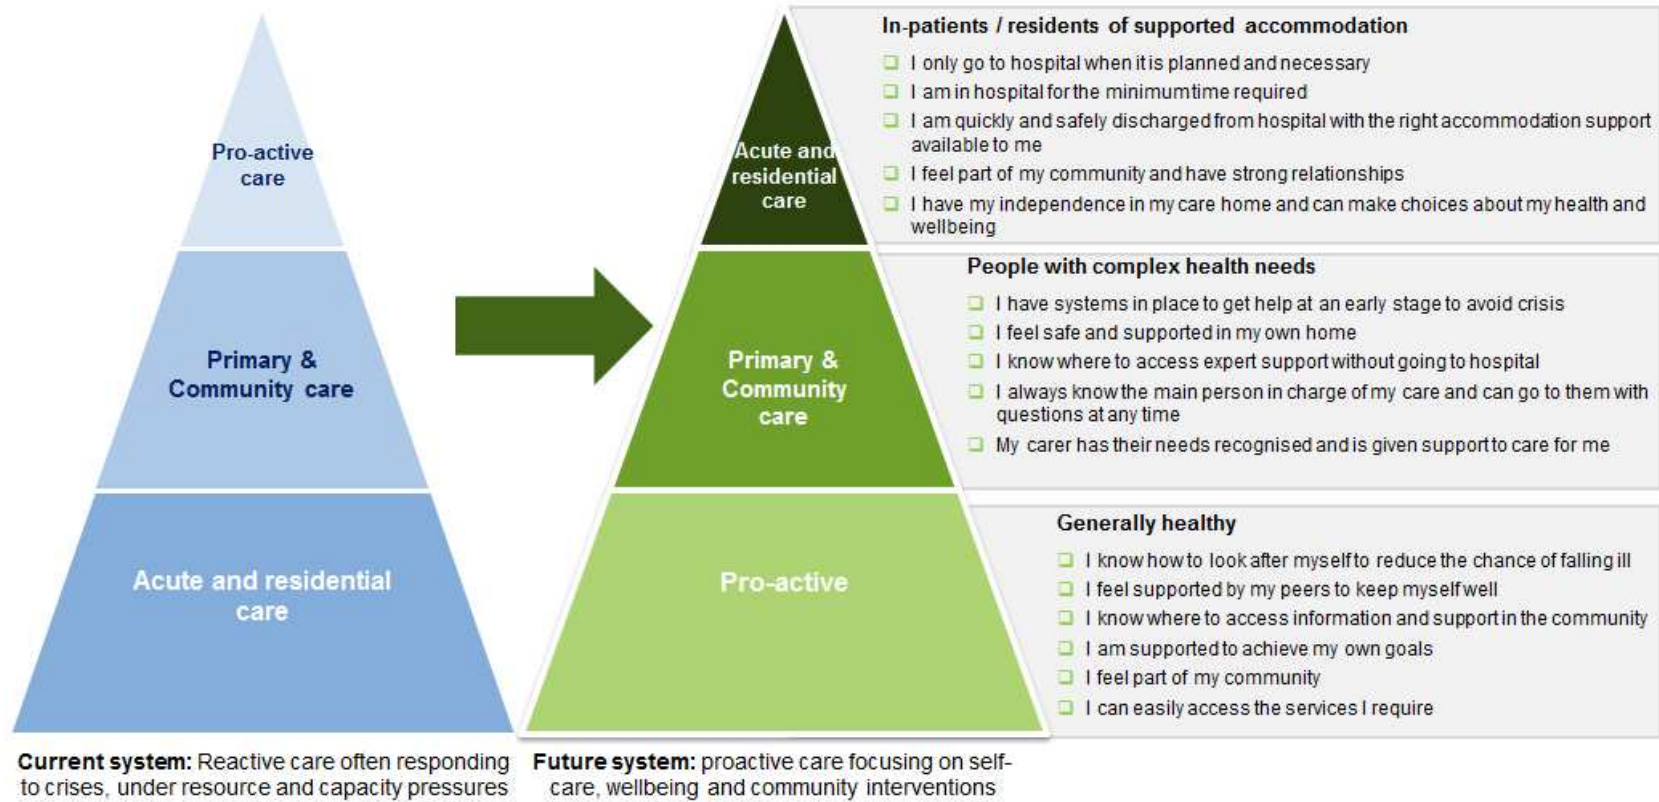 Pro-active
care
Primary &
Community care
Acute and residential
care
Current system: Reactive care often responding
to crises, under resource and capacity pressures
Acute and
residential
care
Primary &
Community
care
Pro-active
Future system: proactive care focusing on self-
care, wellbeing and community interventions
In-patients / residents of supported accommodation
I only go to hospital when it is planned and necessary
I am in hospital for the minimum time required
I am quickly and safely discharged from hospital with the right accommodation support
available to me
I feel part of my community and have strong relationships
I have my independence in my care home and can make choices about my health and
wellbeing
People with complex health needs
I have systems in place to get help at an early stage to avoid crisis
I feel safe and supported in my own home
I know where to access expert support without going to hospital
I always know the main person in charge of my care and can go to them with
questions at any time
My carer has their needs recognised and is given support to care for me
Generally healthy
I know how to look after myself to reduce the chance of falling ill
I feel supported by my peers to keep myself well
I know where to access information and support in the community
I am supported to achieve my own goals
I feel part of my community
I can easily access the services I require